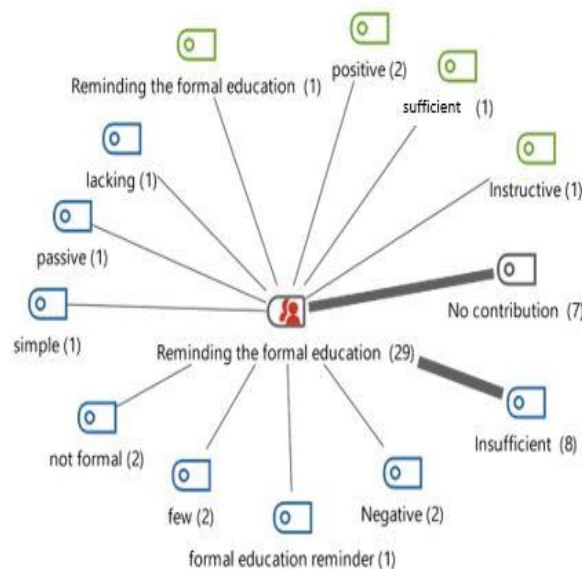 positive (2)
Reminding the formal education (1)
sufficient (1)
lacking (1)
Instructive (1)
passive (1)
No contribution (7)
simple (1)
Reminding the formal education (29)
Insufficient (8)
not formal (2)
few (2)
Negative (2)
formal education reminder (1)